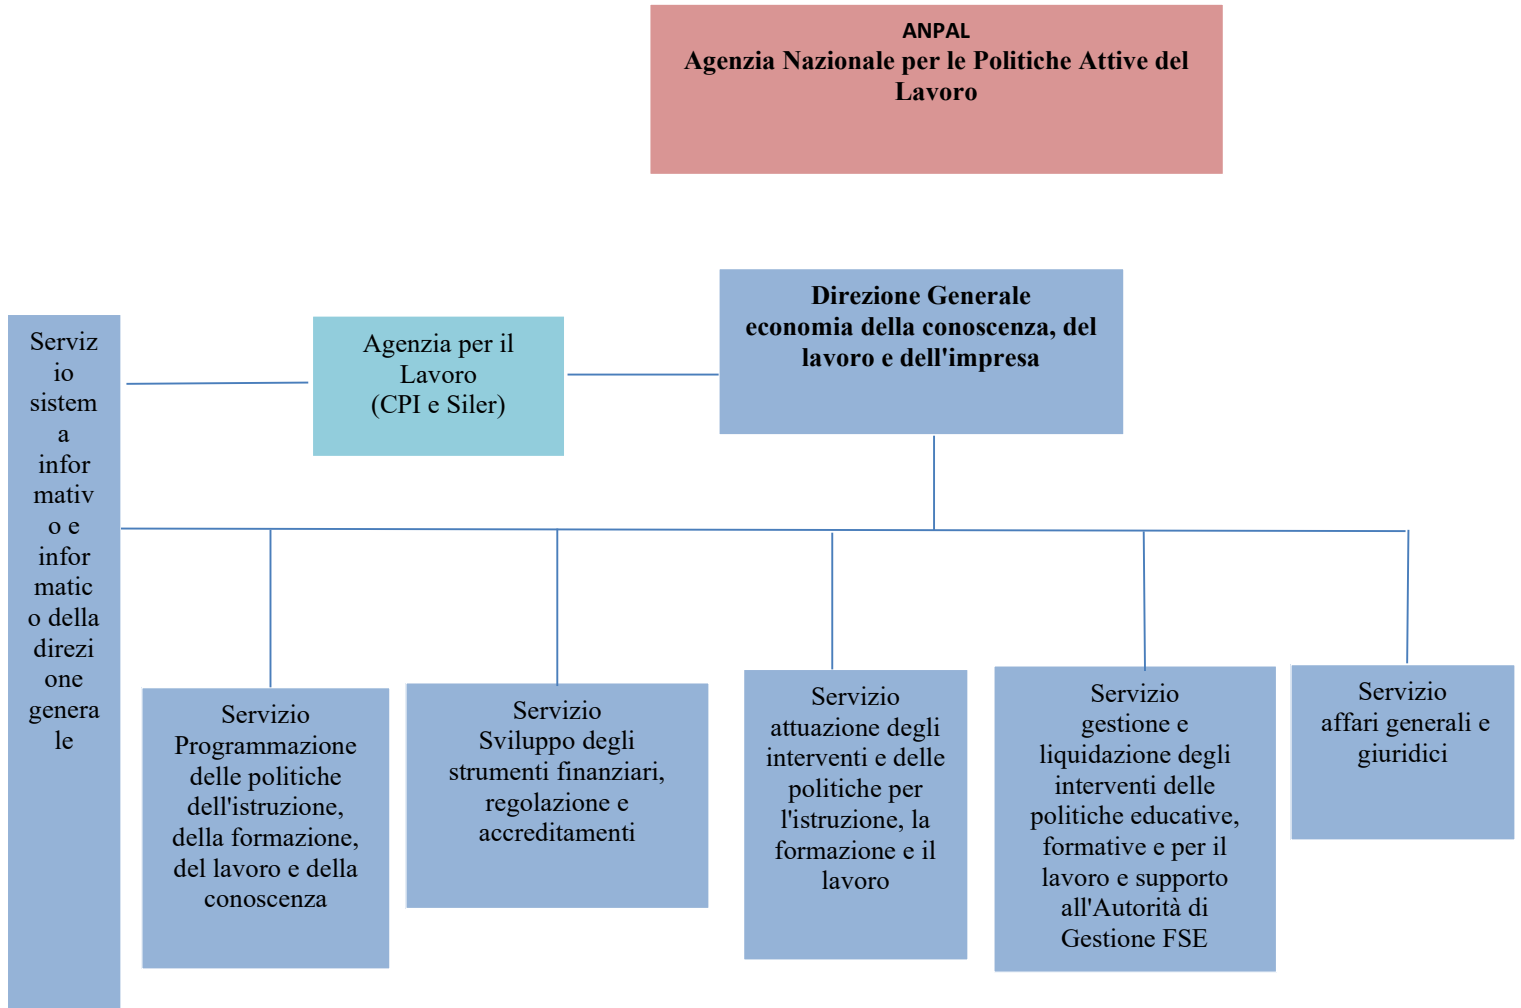 ANPAL
Agenzia Nazionale per le Politiche Attive del
Lavoro
Direzione Generale
economia della conoscenza, del
lavoro e dell'impresa
Agenzia per il
Lavoro
(CPI e Siler)
Serviz
io
sistem
a
infor
mativ
o e
infor
matic
o della
direzi
one
genera
le
Servizio
Programmazione
delle politiche
dell'istruzione,
della formazione,
del lavoro e della
conoscenza
Servizio
Sviluppo degli
strumenti finanziari,
regolazione e
accreditamenti
Servizio
attuazione degli
interventi e delle
politiche per
l'istruzione, la
formazione e il
lavoro
Servizio
gestione e
liquidazione degli
interventi delle
politiche educative,
formative e per il
lavoro e supporto
all'Autorità di
Gestione FSE
Servizio
affari generali e
giuridici